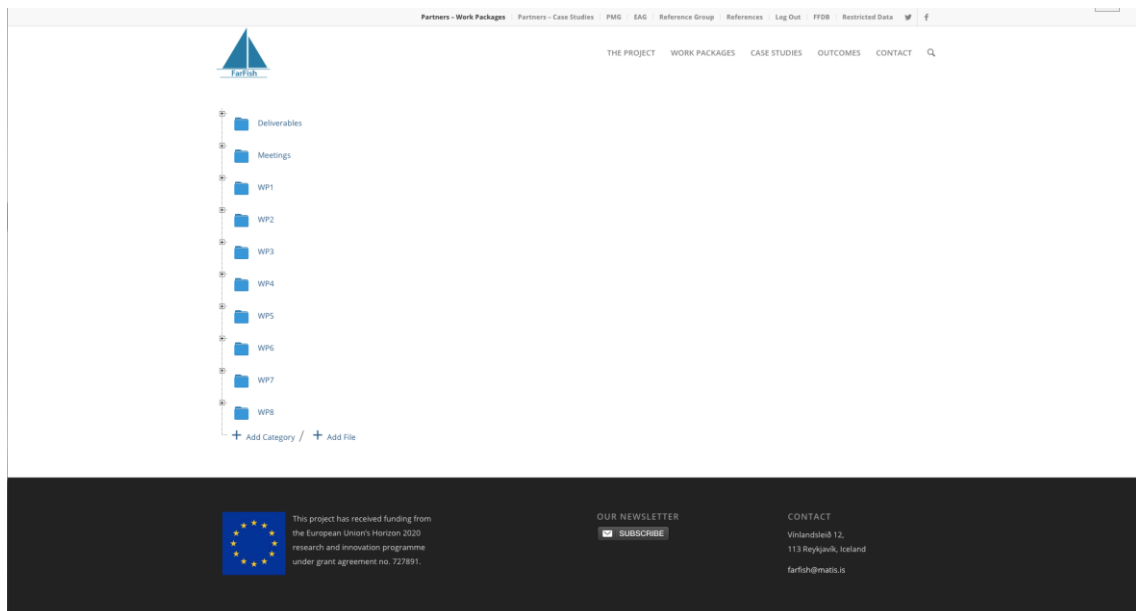 Partners – Work Packages Partners – Case Studies PMG EAG Reference Group References Log Out FFDB Restricted Data
FarFish
THE PROJECT WORK PACKAGES CASE STUDIES OUTCOMES CONTACT
Deliverables
Meetings
WP1
WP2
WP3
WP4
WP5
WP6
WP7
WP8
+ Add Category / + Add File
This project has received funding from
the European Union's Horizon 2020
research and innovation programme
under grant agreement no. 727891.
OUR NEWSLETTER
SUBSCRIBE
CONTACT
Vínlandsleið 12,
113 Reykjavík, Iceland
farfish@matis.is